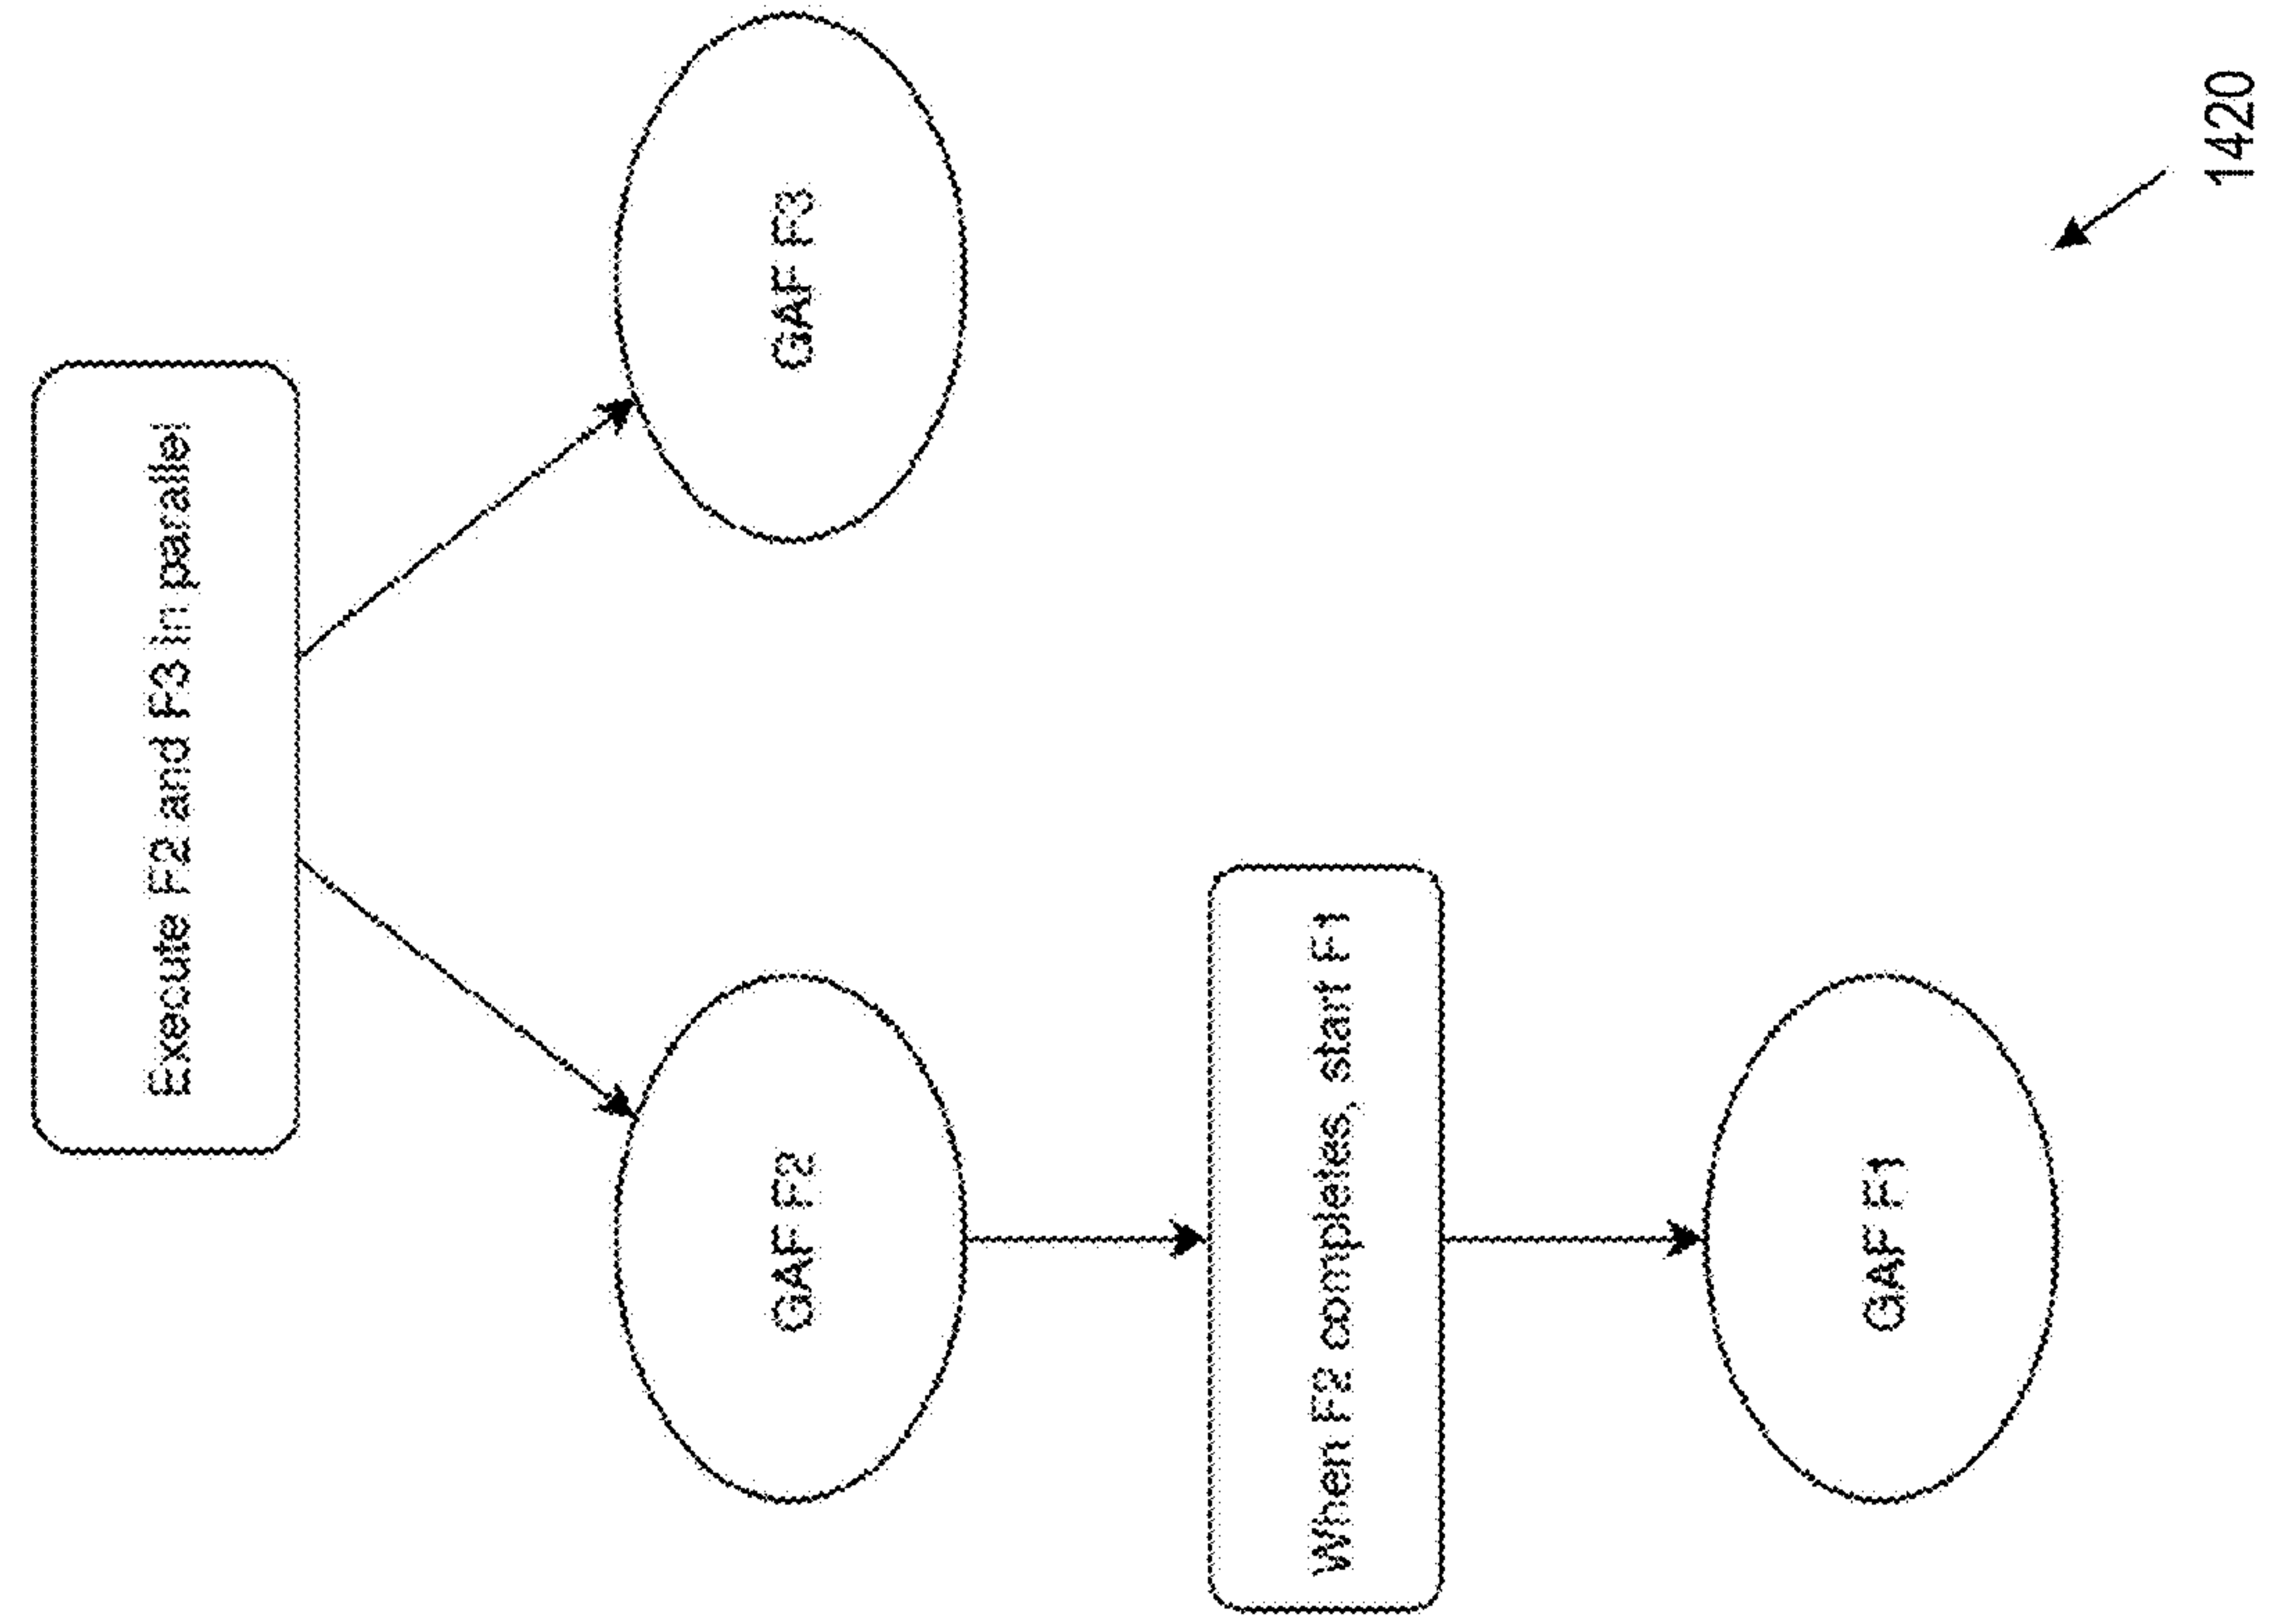 Execute F2 and F3 in parallel
GAF F2
GAF F3
When F2 completes, start F1
GAF F1
1420